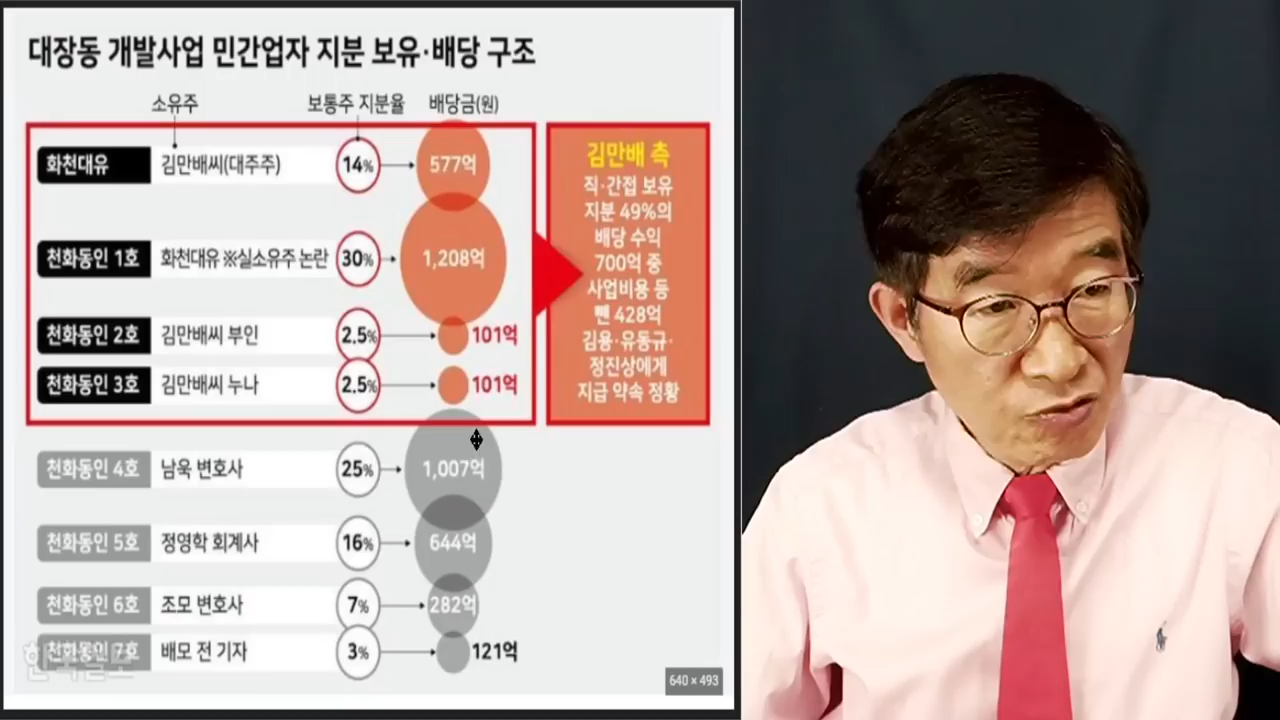 대장동 개발사업 민간업자 지분 보유·배당 구조
소유주 보통주 지분율 배당금(원)
화천대유 김만배씨(대주주) 14% 577억
천화동인 1호 화천대유 ※실소유주 논란 30% 1,208억
천화동인 2호 김만배씨 부인 2.5% 101억
천화동인 3호 김만배씨 누나 2.5% 101억
김만배 측
직·간접 보유
지분 49%의
배당 수익
700억 중
사업비용 등
뺀 428억
김용·유동규·
정진상에게
지급 약속 정황
천화동인 4호 남욱 변호사 25% 1,007억
천화동인 5호 정영학 회계사 16% 644억
천화동인 6호 조모 변호사 7% 282억
천화동인 7호 배모 전 기자 3% 121억
한국일보
640 × 493